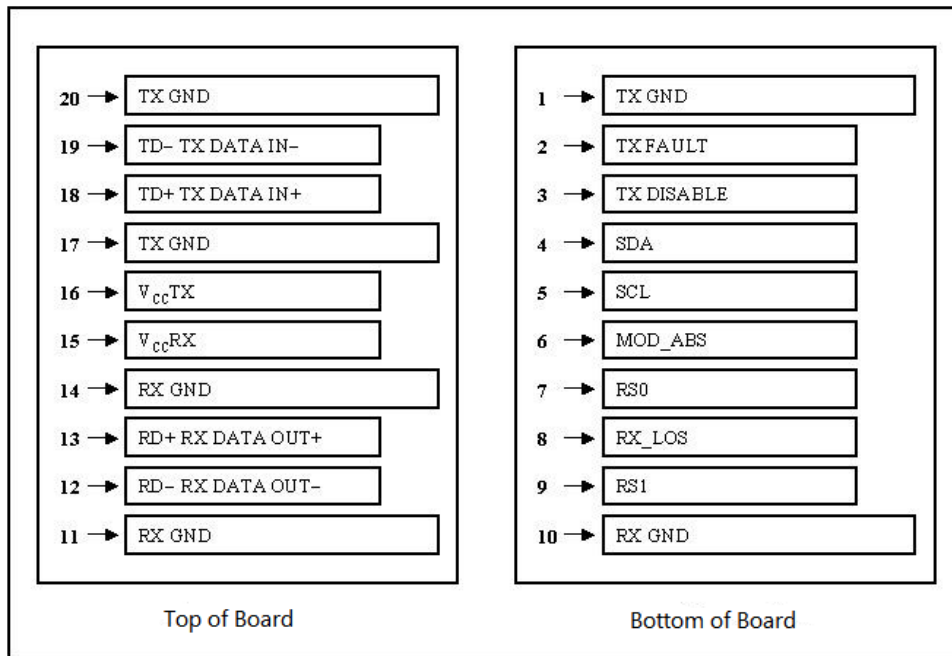 20 TX GND
19 TD- TX DATA IN-
18 TD+ TX DATA IN+
17 TX GND
16 VCCTX
15 VCCRX
14 RX GND
13 RD+ RX DATA OUT+
12 RD- RX DATA OUT-
11 RX GND
Top of Board
1 TX GND
2 TX FAULT
3 TX DISABLE
4 SDA
5 SCL
6 MOD_ABS
7 RS0
8 RX_LOS
9 RS1
10 RX GND
Bottom of Board